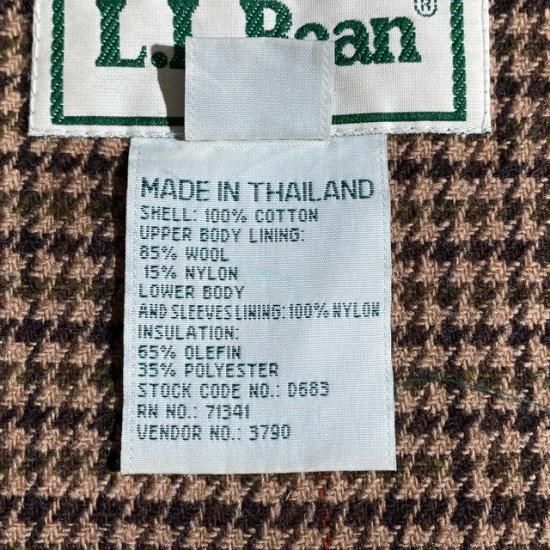 L.L.Bean®
MADE IN THAILAND
SHELL: 100% COTTON
UPPER BODY LINING:
85% WOOL
15% NYLON
LOWER BODY
AND SLEEVES LINING: 100% NYLON
INSULATION:
65% OLEFIN
35% POLYESTER
STOCK CODE NO.: D683
RN NO.: 71341
VENDOR NO.: 3790